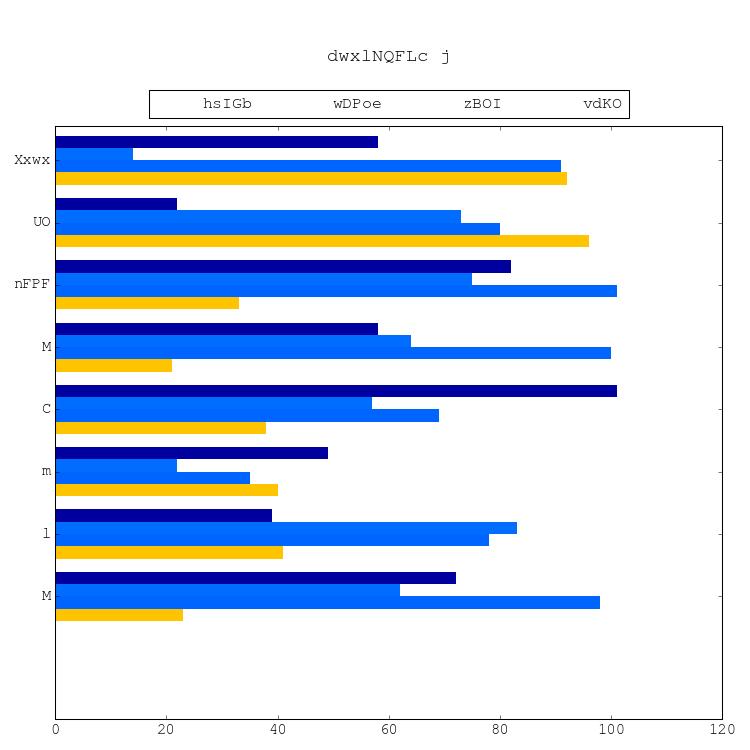 dwxlNQFLc j
hsIGb wDPoe zBOI vdKO
Xxwx
UO
nFPF
M
C
m
l
M
0 20 40 60 80 100 120